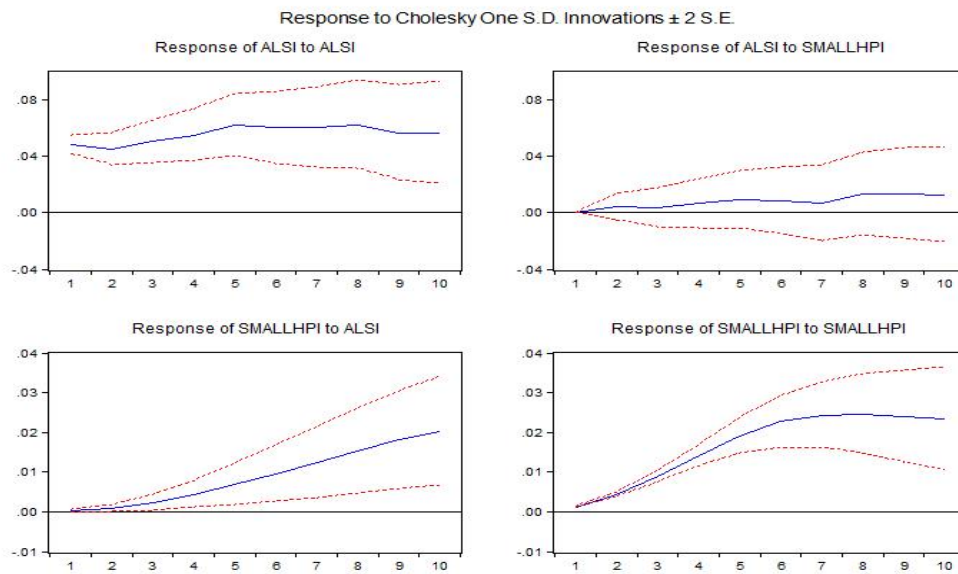 Response to Cholesky One S.D. Innovations ± 2 S.E.
Response of ALSI to ALSI
.08
.04
.00
-.04
1 2 3 4 5 6 7 8 9 10
Response of ALSI to SMALLHPI
.08
.04
.00
-.04
1 2 3 4 5 6 7 8 9 10
Response of SMALLHPI to ALSI
.04
.03
.02
.01
.00
-.01
1 2 3 4 5 6 7 8 9 10
Response of SMALLHPI to SMALLHPI
.04
.03
.02
.01
.00
-.01
1 2 3 4 5 6 7 8 9 10